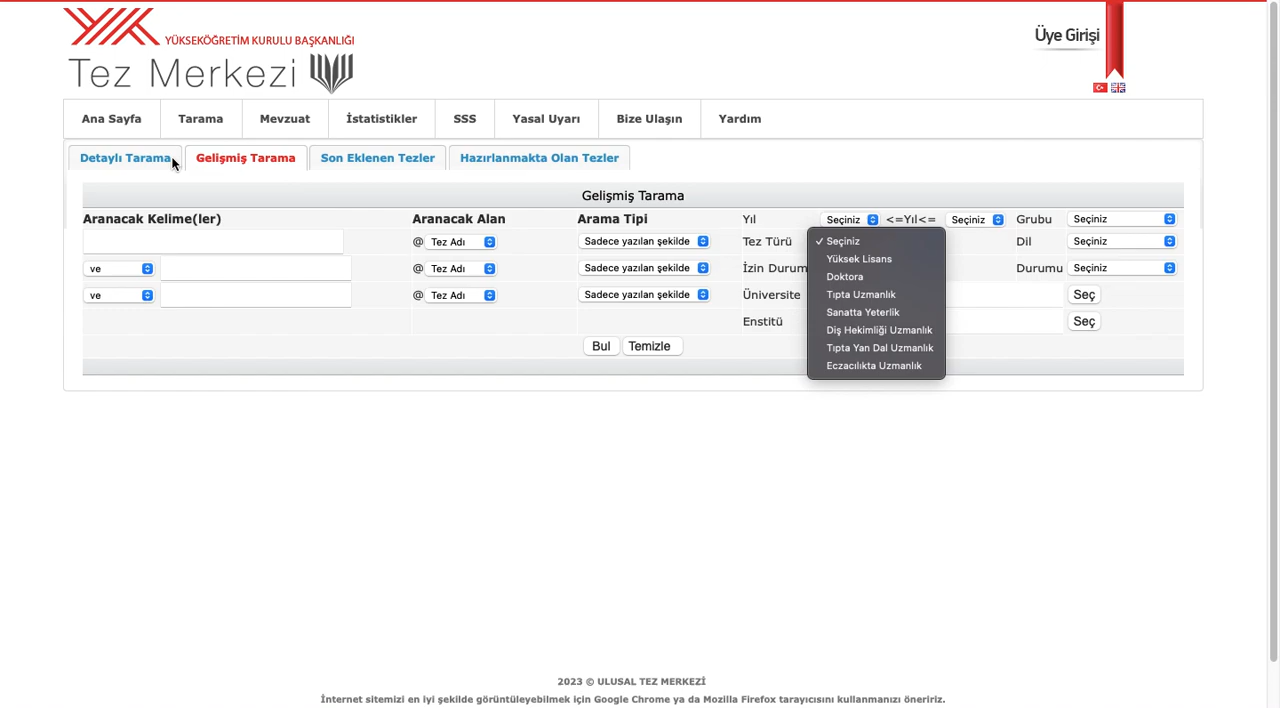 YÜKSEKÖĞRETİM KURULU BAŞKANLIĞI
Tez Merkezi
Üye Girişi
Ana Sayfa
Tarama
Mevzuat
İstatistikler
SSS
Yasal Uyarı
Bize Ulaşın
Yardım
Detaylı Tarama
Gelişmiş Tarama
Son Eklenen Tezler
Hazırlanmakta Olan Tezler
Gelişmiş Tarama
Aranacak Kelime(ler) Aranacak Alan Arama Tipi Yıl Seçiniz <=Yıl<= Seçiniz Grubu Seçiniz
@ Tez Adı Sadece yazılan şekilde Tez Türü Dil Seçiniz
ve @ Tez Adı Sadece yazılan şekilde İzin Durum Durumu Seçiniz
ve @ Tez Adı Sadece yazılan şekilde Üniversite Seç
Enstitü Seç
Bul Temizle
✓ Seçiniz
Yüksek Lisans
Doktora
Tıpta Uzmanlık
Sanatta Yeterlik
Diş Hekimliği Uzmanlık
Tıpta Yan Dal Uzmanlık
Eczacılıkta Uzmanlık
2023 © ULUSAL TEZ MERKEZİ
İnternet sitemizi en iyi şekilde görüntüleyebilmek için Google Chrome ya da Mozilla Firefox tarayıcısını kullanmanızı öneririz.